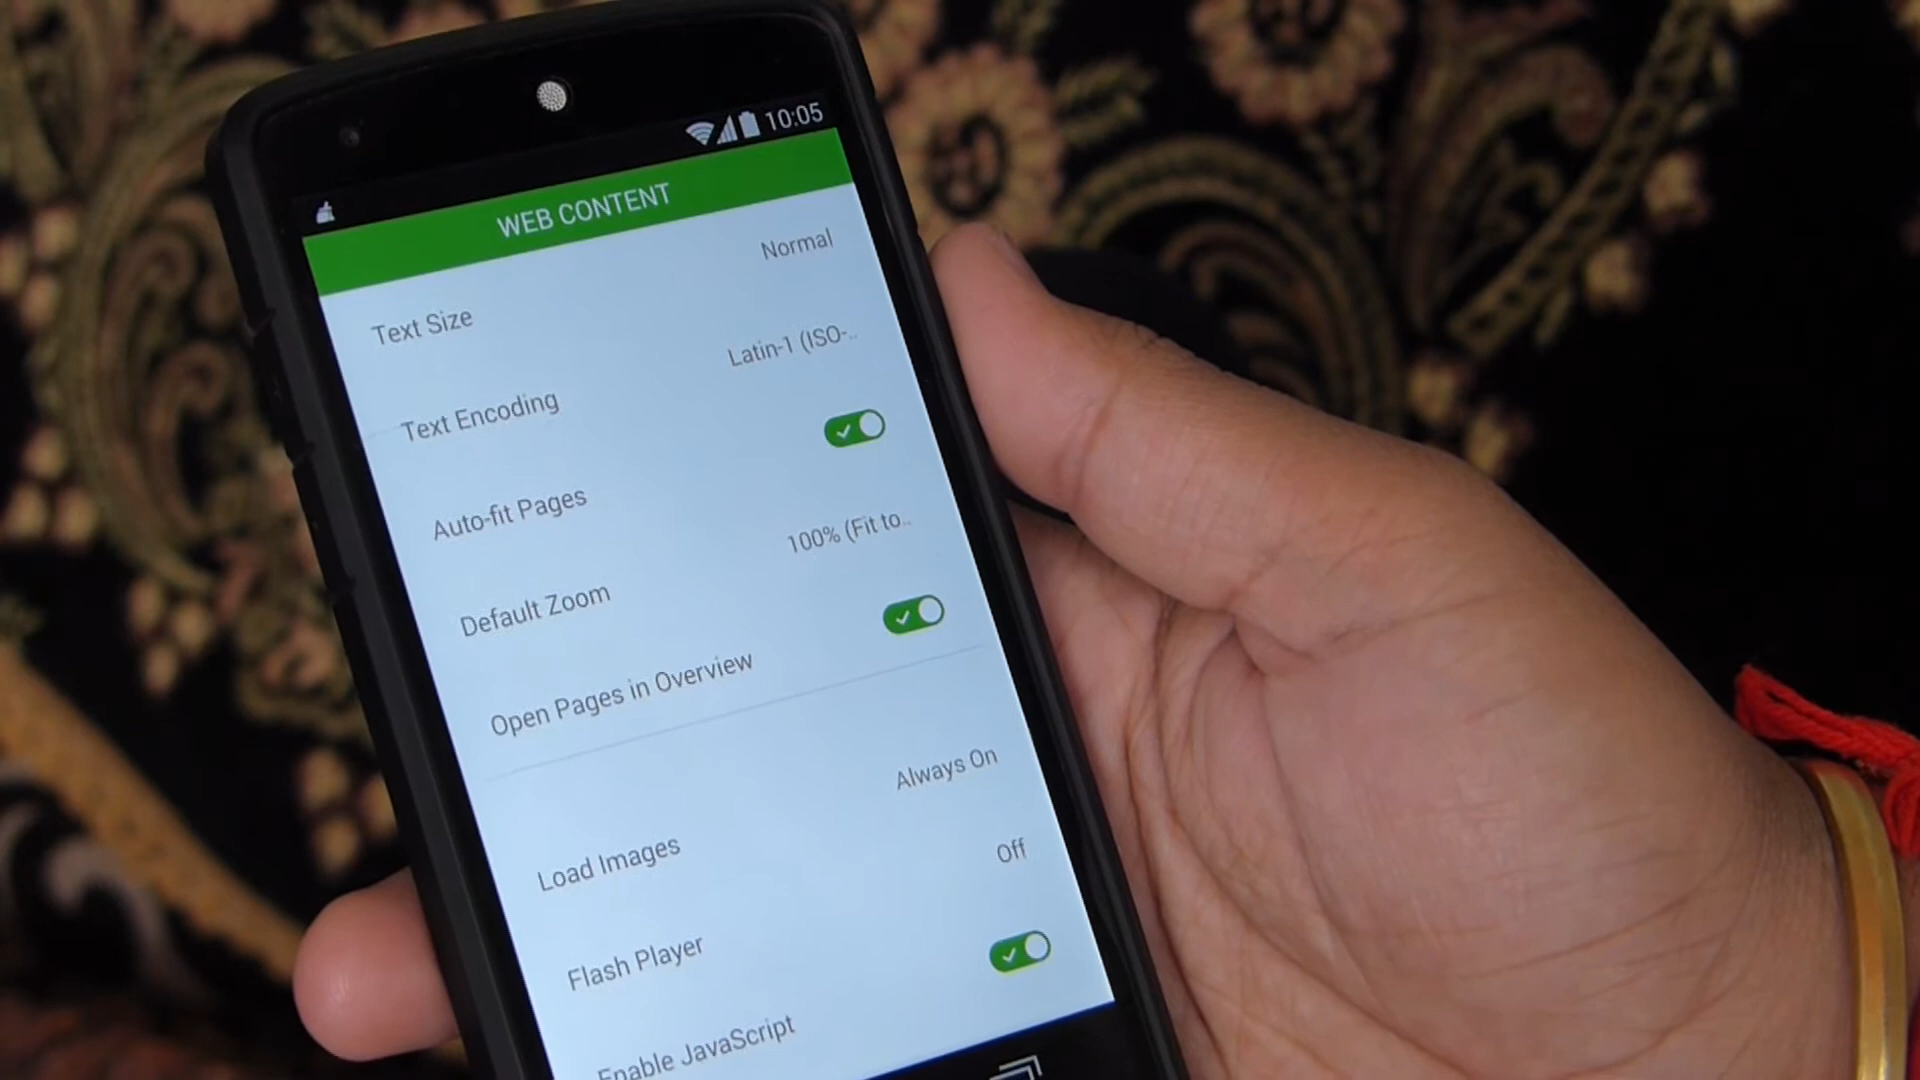 10:05
WEB CONTENT
Text Size
Normal
Text Encoding
Latin-1 (ISO-..
Auto-fit Pages
Default Zoom
100% (Fit to..
Open Pages in Overview
Load Images
Always On
Flash Player
Off
Enable JavaScript